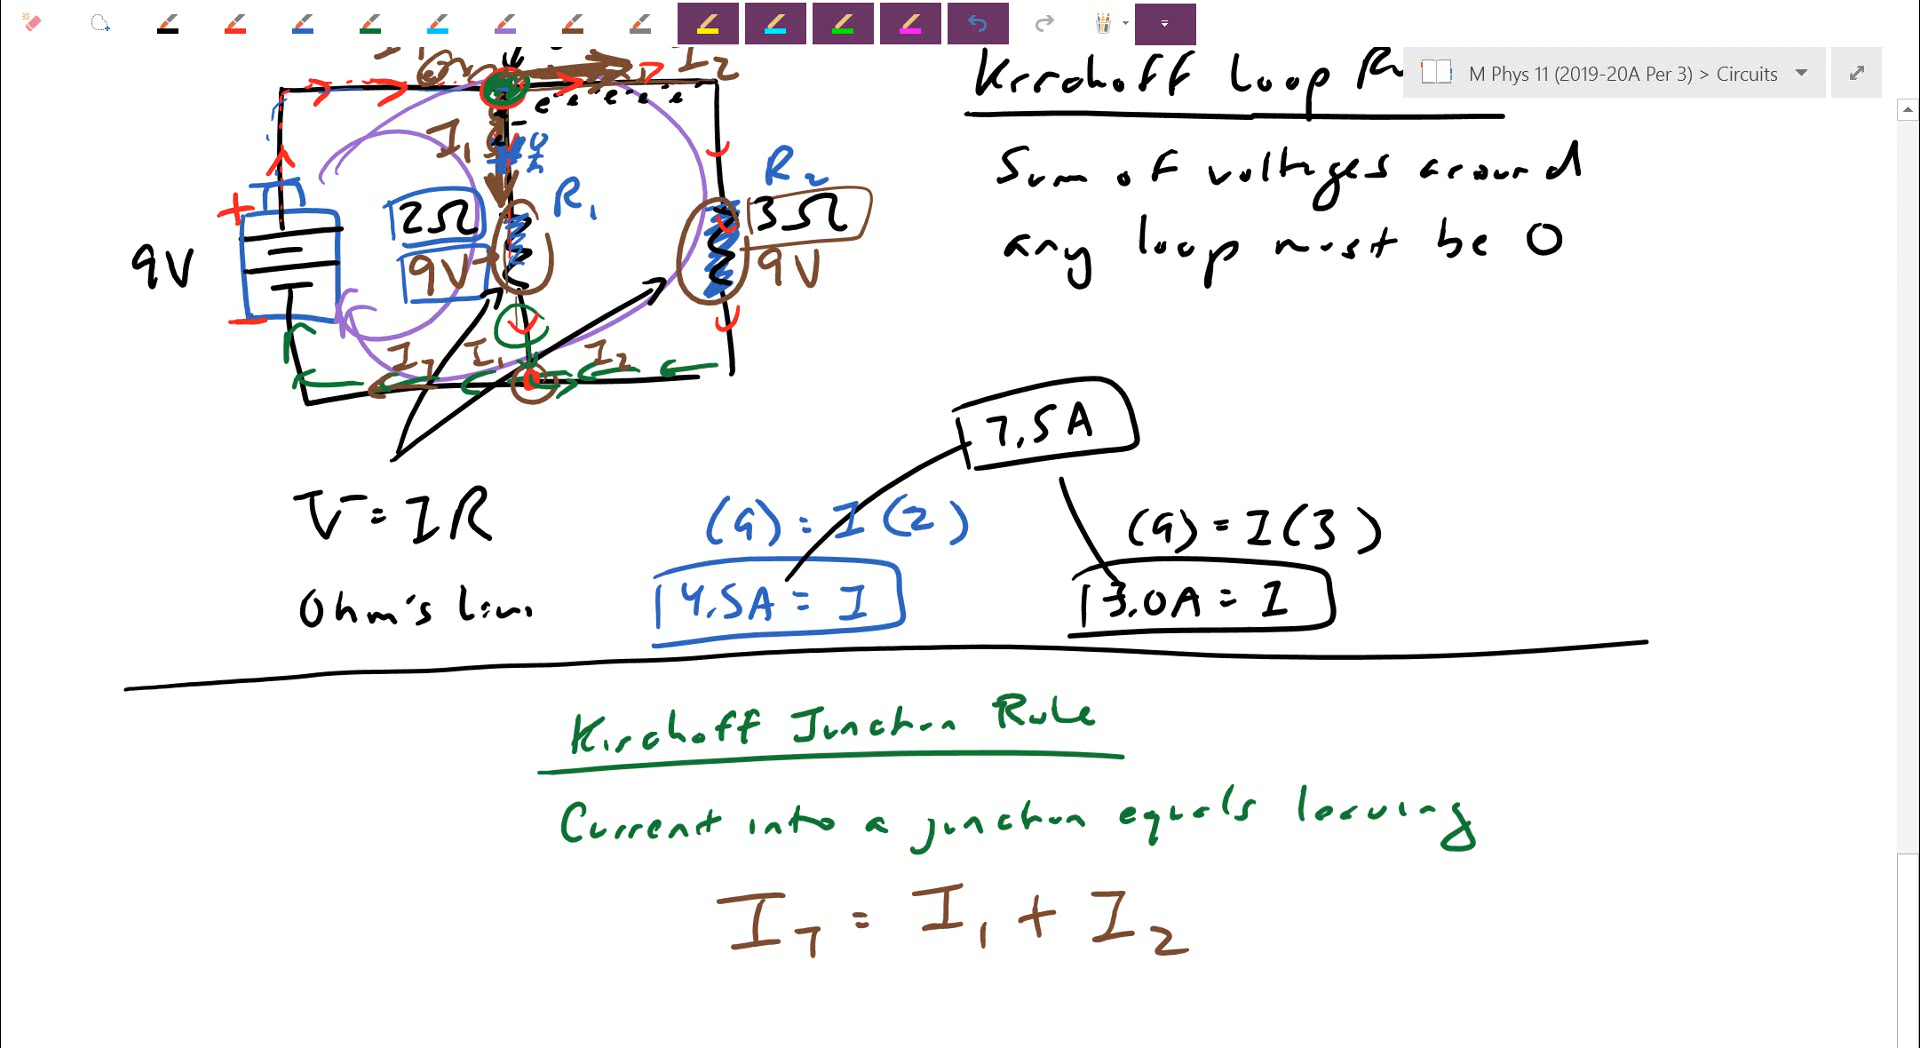 M Phys 11 (2019-20A Per 3) > Circuits
Kirchoff Loop Ru
Sum of voltages around
any loop must be 0
I2
I1
R2
R1
2Ω
3Ω
9V
9V
9V
+
IT
I1
I2
7.5A
V=IR
(9) = I(2)
(9) = I(3)
Ohm's Law
4.5A = I
3.0A = I
Kirchoff Junction Rule
Current into a junction equals leaving
IT = I1 + I2